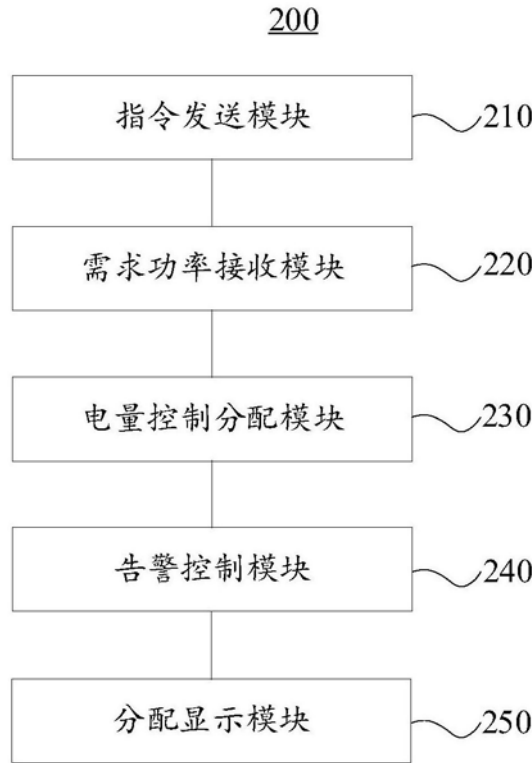 200
指令发送模块 210
需求功率接收模块 220
电量控制分配模块 230
告警控制模块 240
分配显示模块 250